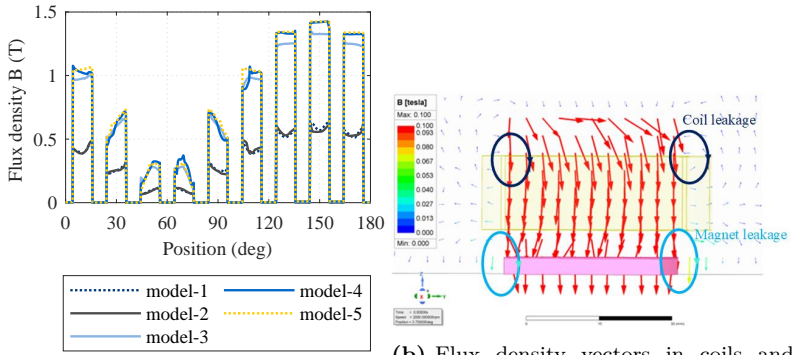 Flux density B (T)
1.5
1
0.5
0
0 30 60 90 120 150 180
Position (deg)
model-1
model-2
model-3
model-4
model-5
B [tesla]
Max: 0.100
0.100
0.093
0.080
0.067
0.053
0.040
0.027
0.013
0.000
Min: 0.000
Coil leakage
Magnet leakage
Z
X
Y
0
10
(b) Flux density vectors in coils and